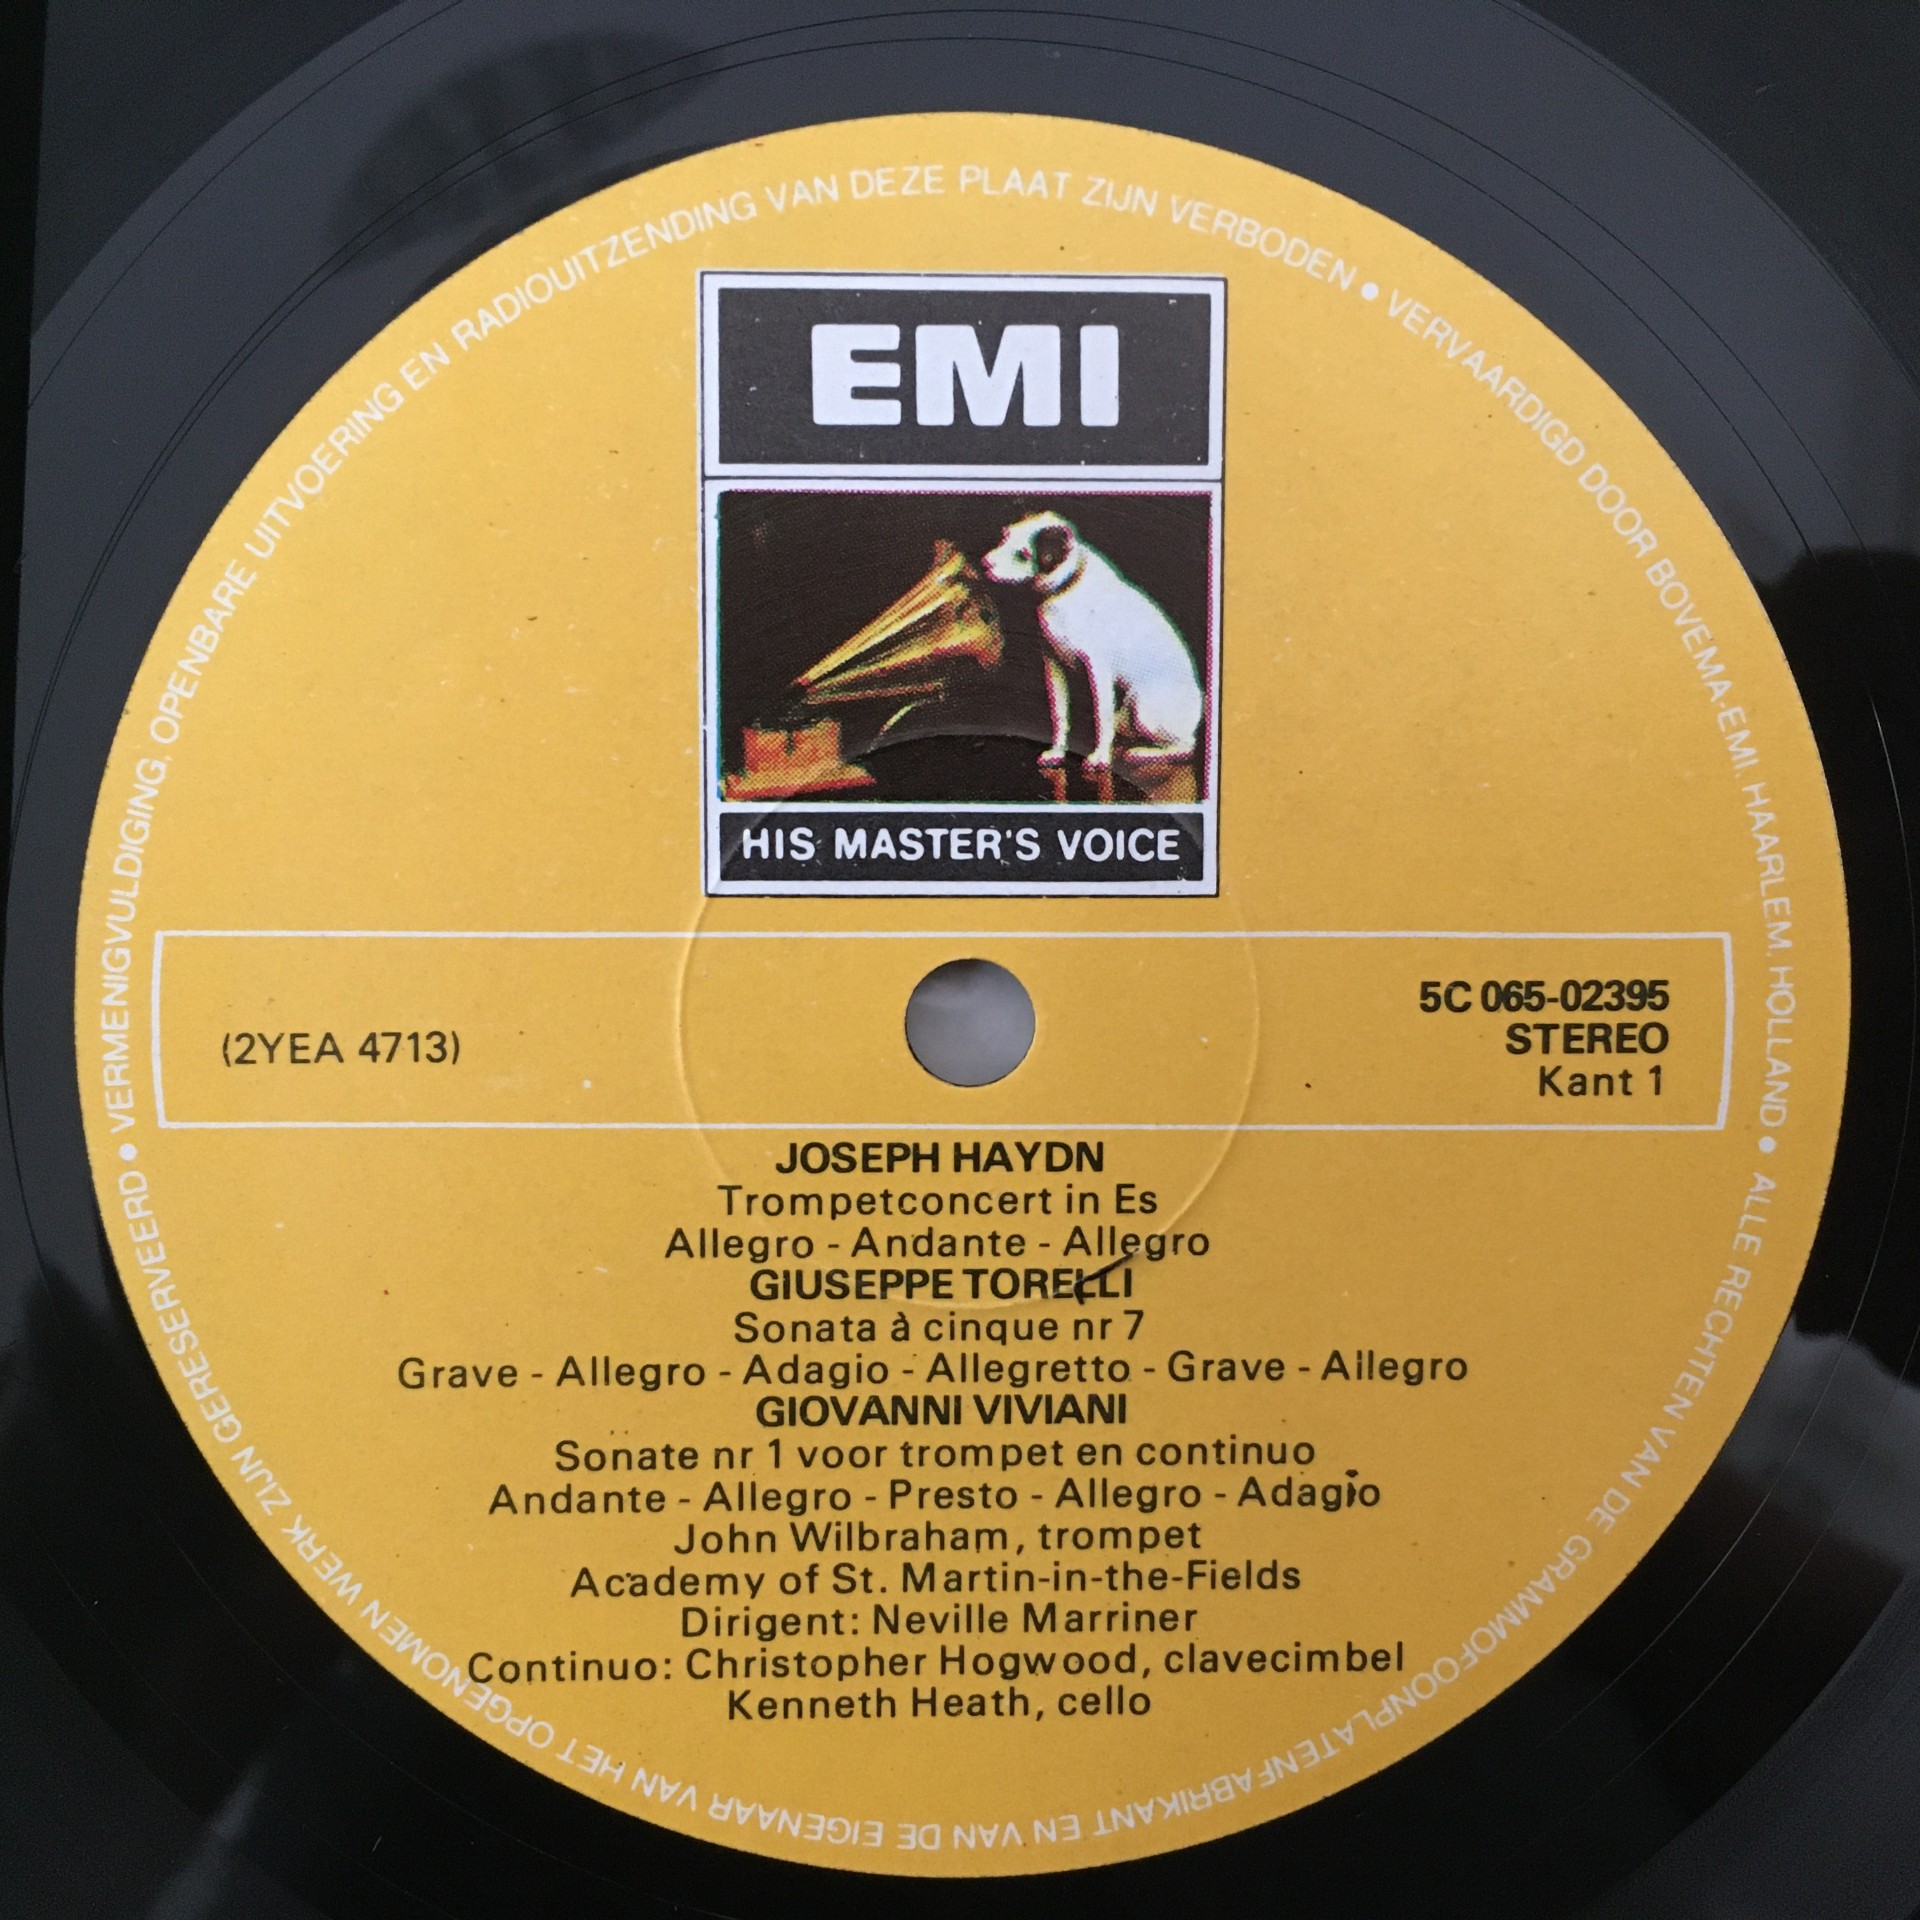 VERMENIGVULDIGING, OPENBARE UITVOERING EN RADIOUITZENDING VAN DEZE PLAAT ZIJN VERBODEN • VERVAARDIGD DOOR BOVEMA-EMI. HAARLEM. HOLLAND • ALLE RECHTEN VAN DE GRAMMOFOONPLATENFABRIKANT EN VAN DE EIGENAAR VAN HET OPGENOMEN WERK ZIJN GERESERVEERD •
EMI
HIS MASTER'S VOICE
5C 065-02395
(2YEA 4713)
STEREO
Kant 1
JOSEPH HAYDN
Trompetconcert in Es
Allegro - Andante - Allegro
GIUSEPPE TORELLI
Sonata à cinque nr 7
Grave - Allegro - Adagio - Allegretto - Grave - Allegro
GIOVANNI VIVIANI
Sonate nr 1 voor trompet en continuo
Andante - Allegro - Presto - Allegro - Adagio
John Wilbraham, trompet
Academy of St. Martin-in-the-Fields
Dirigent: Neville Marriner
Continuo: Christopher Hogwood, clavecimbel
Kenneth Heath, cello